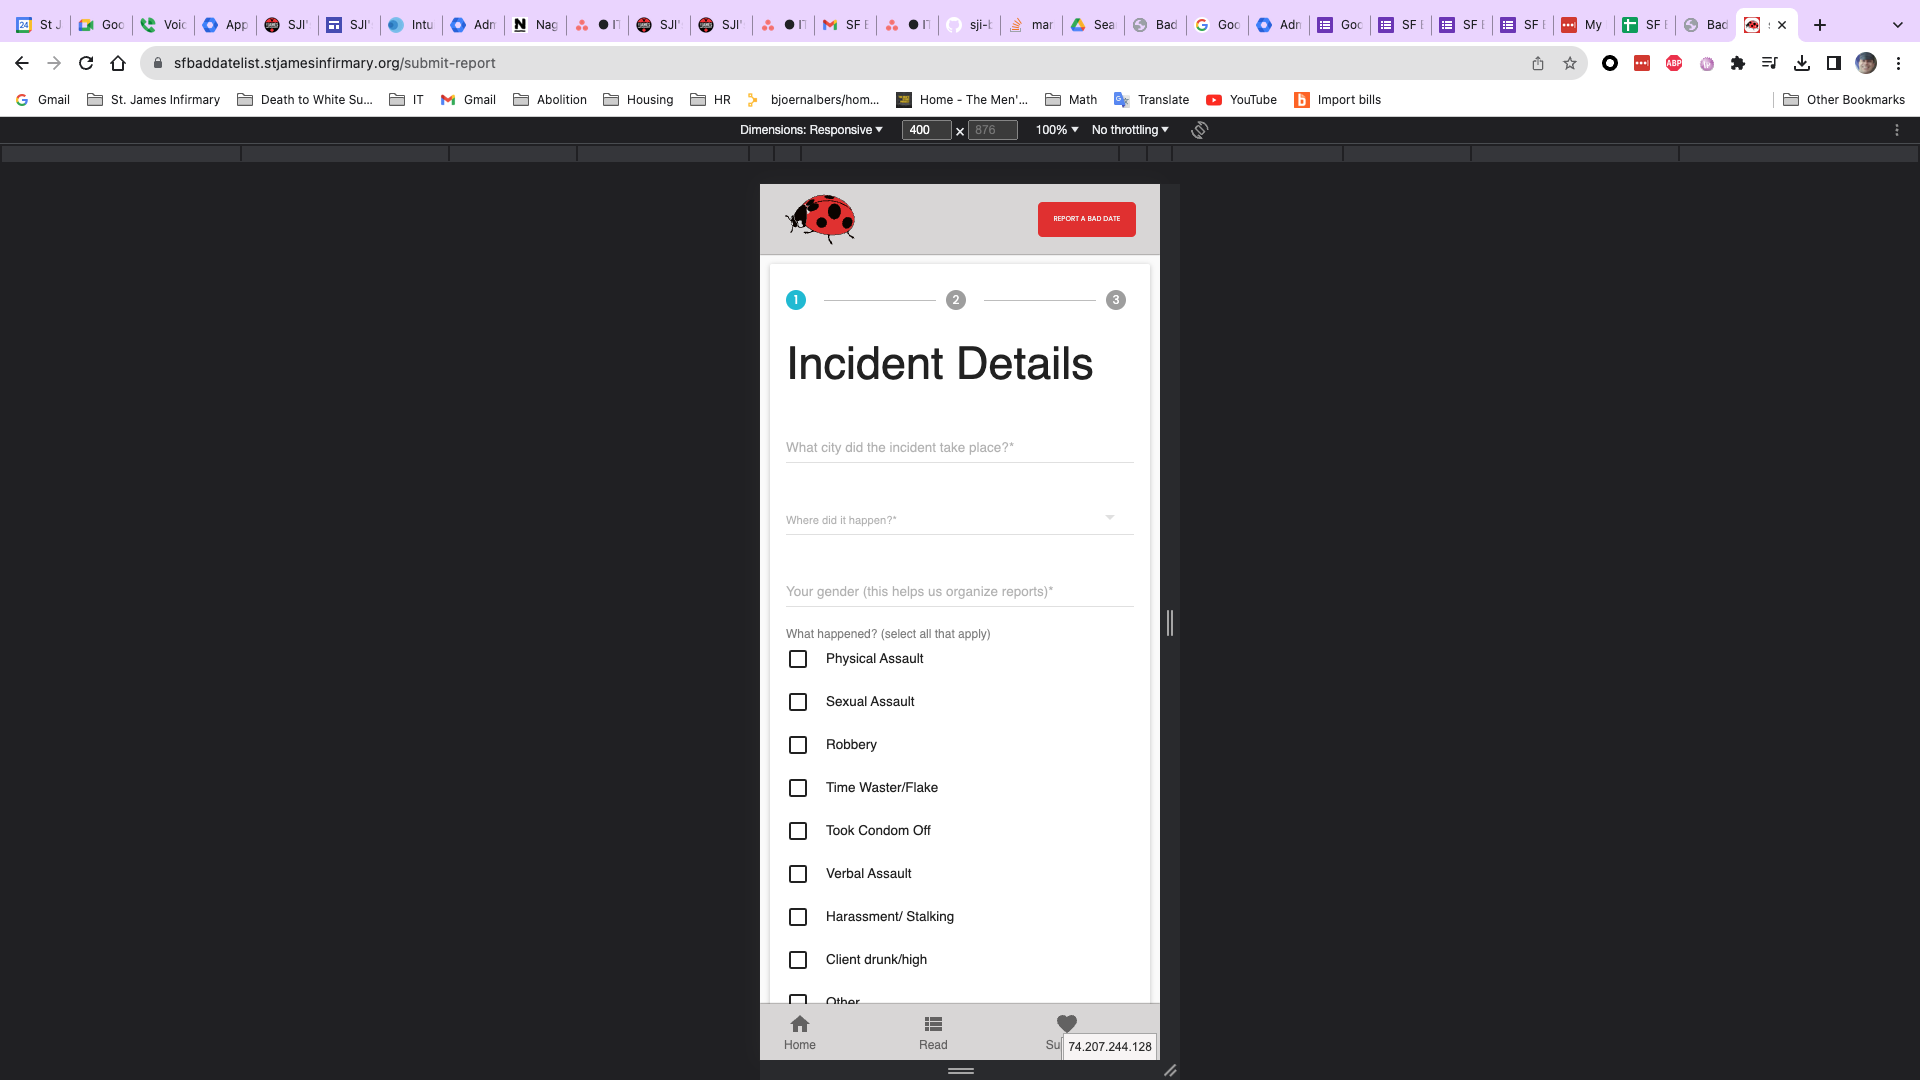 St J Goo Voic App SJI' SJI' Intu Adn Nag SJI' SJI' SF E sji-b mar Sea Bad Goo Adn Goo SF E SF E SF E My SF E Bad
sfbaddatelist.stjamesinfirmary.org/submit-report
Gmail St. James Infirmary Death to White Su... IT Gmail Abolition Housing HR bjoernalbers/hom... Home - The Men'... Math Translate YouTube Import bills Other Bookmarks
Dimensions: Responsive 400 × 876 100% No throttling
REPORT A BAD DATE
1 2 3
Incident Details
What city did the incident take place?*
Where did it happen?*
Your gender (this helps us organize reports)*
What happened? (select all that apply)
Physical Assault
Sexual Assault
Robbery
Time Waster/Flake
Took Condom Off
Verbal Assault
Harassment/ Stalking
Client drunk/high
Other
Home Read Su
74.207.244.128